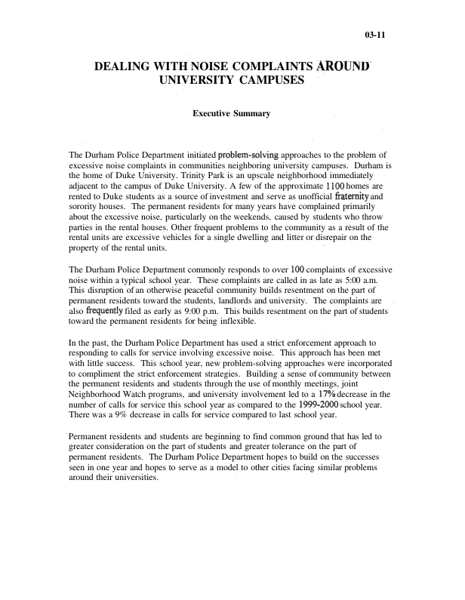 03-11
DEALING WITH NOISE COMPLAINTS AROUND
UNIVERSITY CAMPUSES
Executive Summary
The Durham Police Department initiated problem-solving approaches to the problem of
excessive noise complaints in communities neighboring university campuses. Durham is
the home of Duke University. Trinity Park is an upscale neighborhood immediately
adjacent to the campus of Duke University. A few of the approximate 1100 homes are
rented to Duke students as a source of investment and serve as unofficial fraternity and
sorority houses. The permanent residents for many years have complained primarily
about the excessive noise, particularly on the weekends, caused by students who throw
parties in the rental houses. Other frequent problems to the community as a result of the
rental units are excessive vehicles for a single dwelling and litter or disrepair on the
property of the rental units.
The Durham Police Department commonly responds to over 100 complaints of excessive
noise within a typical school year. These complaints are called in as late as 5:00 a.m.
This disruption of an otherwise peaceful community builds resentment on the part of
permanent residents toward the students, landlords and university. The complaints are
also frequently filed as early as 9:00 p.m. This builds resentment on the part of students
toward the permanent residents for being inflexible.
In the past, the Durham Police Department has used a strict enforcement approach to
responding to calls for service involving excessive noise. This approach has been met
with little success. This school year, new problem-solving approaches were incorporated
to compliment the strict enforcement strategies. Building a sense of community between
the permanent residents and students through the use of monthly meetings, joint
Neighborhood Watch programs, and university involvement led to a 17% decrease in the
number of calls for service this school year as compared to the 1999-2000 school year.
There was a 9% decrease in calls for service compared to last school year.
Permanent residents and students are beginning to find common ground that has led to
greater consideration on the part of students and greater tolerance on the part of
permanent residents. The Durham Police Department hopes to build on the successes
seen in one year and hopes to serve as a model to other cities facing similar problems
around their universities.